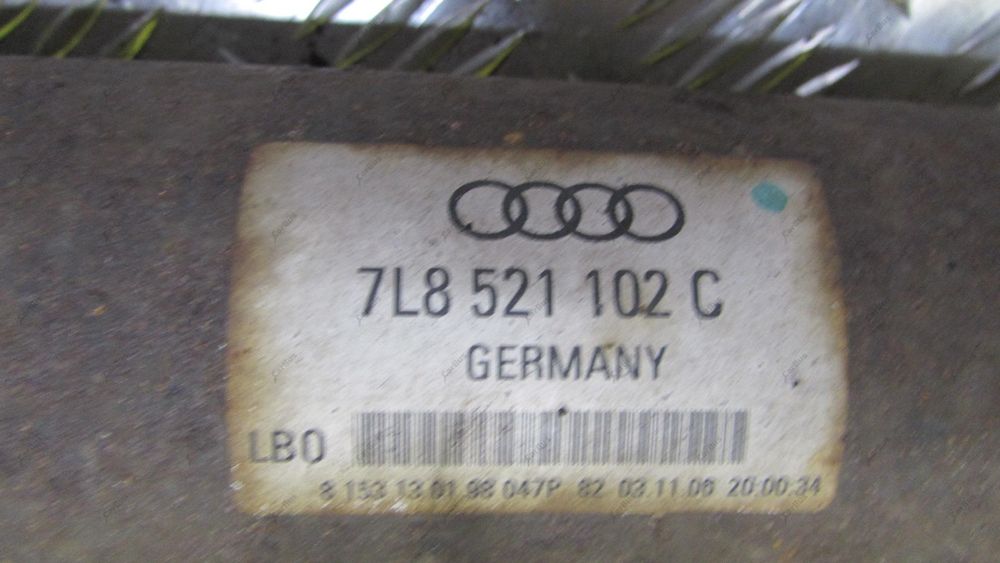 7L8 521 102 C
GERMANY
LBO
8 153 13 01.98 047P 82 03.11.06 20:00:34